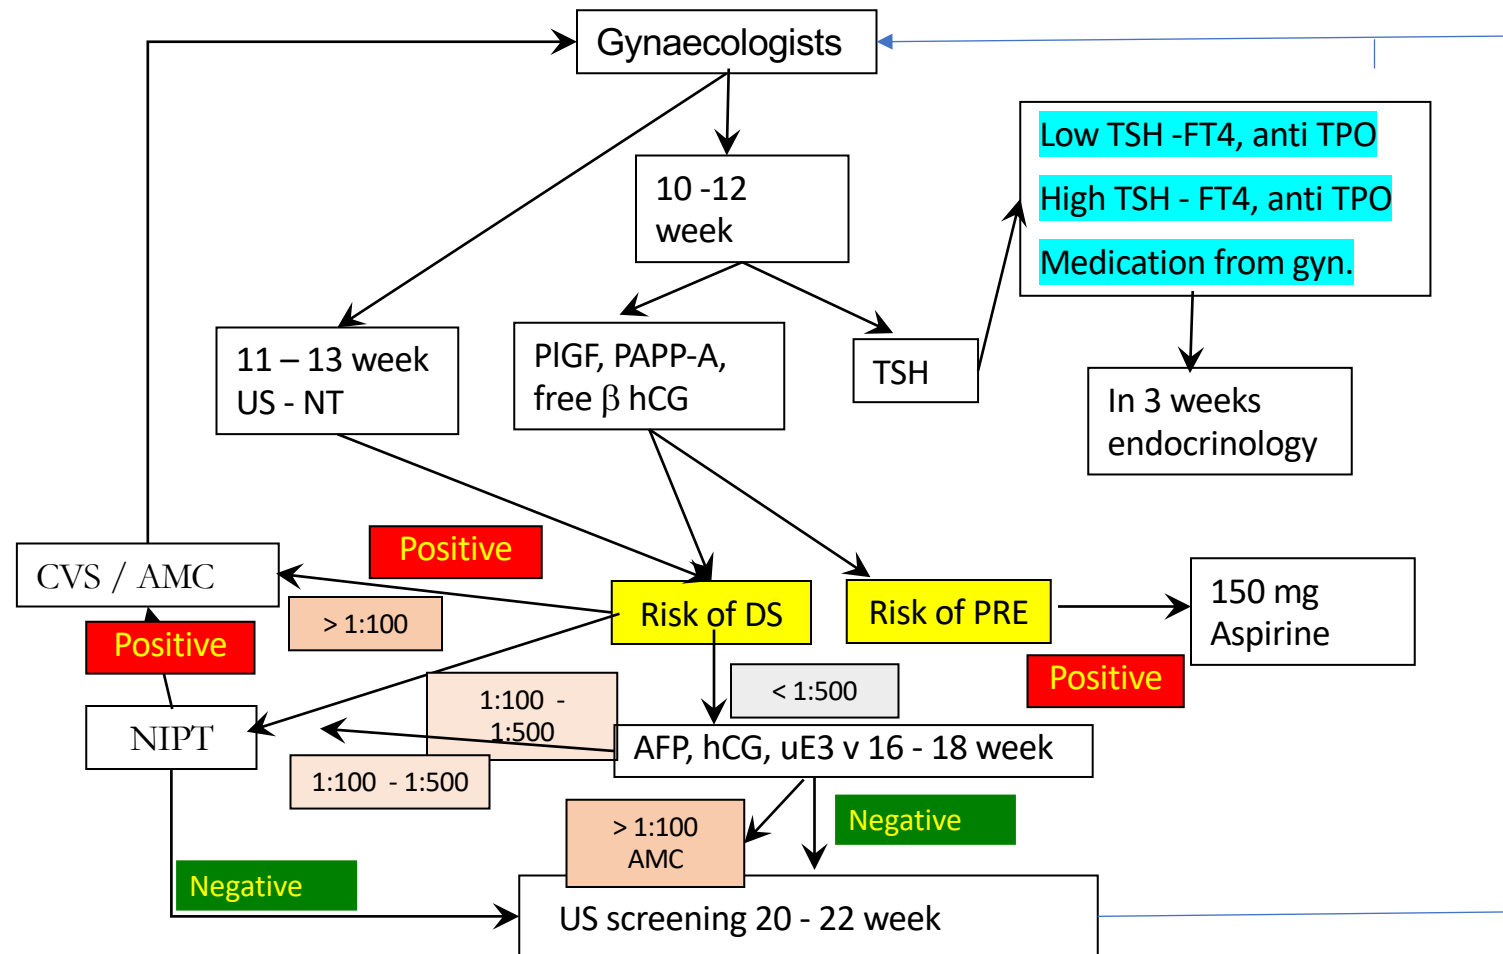 Gynaecologists
Low TSH -FT4, anti TPO
High TSH - FT4, anti TPO
Medication from gyn.
10 -12
week
11 – 13 week
US - NT
PlGF, PAPP-A,
free β hCG
TSH
In 3 weeks
endocrinology
Positive
CVS / AMC
> 1:100
Risk of DS
Risk of PRE
150 mg
Aspirine
Positive
Positive
< 1:500
1:100 -
1:500
NIPT
AFP, hCG, uE3 v 16 - 18 week
1:100 - 1:500
> 1:100
AMC
Negative
Negative
US screening 20 - 22 week